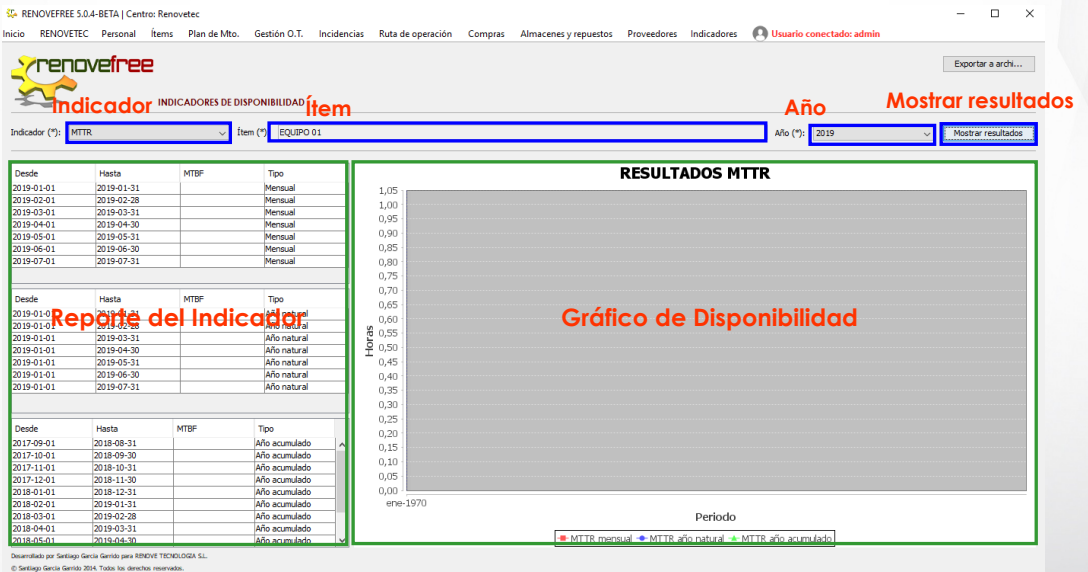 RENOVEFREE 5.0.4-BETA | Centro: Renovetec
Inicio RENOVETEC Personal Ítems Plan de Mto. Gestión O.T. Incidencias Ruta de operación Compras Almacenes y repuestos Proveedores Indicadores Usuario conectado: admin
renovefree
Exportar a archi...
INDICADORES DE DISPONIBILIDAD
Indicador Ítem Año Mostrar resultados
Indicador (*): MTTR Ítem (*) EQUIPO 01 Año (*): 2019 Mostrar resultados
Desde Hasta MTBF Tipo
2019-01-01 2019-01-31 Mensual
2019-02-01 2019-02-28 Mensual
2019-03-01 2019-03-31 Mensual
2019-04-01 2019-04-30 Mensual
2019-05-01 2019-05-31 Mensual
2019-06-01 2019-06-30 Mensual
2019-07-01 2019-07-31 Mensual
Desde Hasta MTBF Tipo
2019-01-01 2019-01-31 Año natural
2019-01-01 2019-02-28 Año natural
2019-01-01 2019-03-31 Año natural
2019-01-01 2019-04-30 Año natural
2019-01-01 2019-05-31 Año natural
2019-01-01 2019-06-30 Año natural
2019-01-01 2019-07-31 Año natural
Reporte del Indicador
Desde Hasta MTBF Tipo
2017-09-01 2018-08-31 Año acumulado
2017-10-01 2018-09-30 Año acumulado
2017-11-01 2018-10-31 Año acumulado
2017-12-01 2018-11-30 Año acumulado
2018-01-01 2018-12-31 Año acumulado
2018-02-01 2019-01-31 Año acumulado
2018-03-01 2019-02-28 Año acumulado
2018-04-01 2019-03-31 Año acumulado
2018-05-01 2019-04-30 Año acumulado
RESULTADOS MTTR
1,05
1,00
0,95
0,90
0,85
0,80
0,75
0,70
0,65
0,60
0,55
0,50
0,45
0,40
0,35
0,30
0,25
0,20
0,15
0,10
0,05
0,00
Horas
Gráfico de Disponibilidad
ene-1970
Periodo
MTTR mensual MTTR año natural MTTR año acumulado
Desarrollado por Santiago García Garrido para RENOVE TECNOLOGÍA S.L.
© Santiago García Garrido 2014. Todos los derechos reservados.